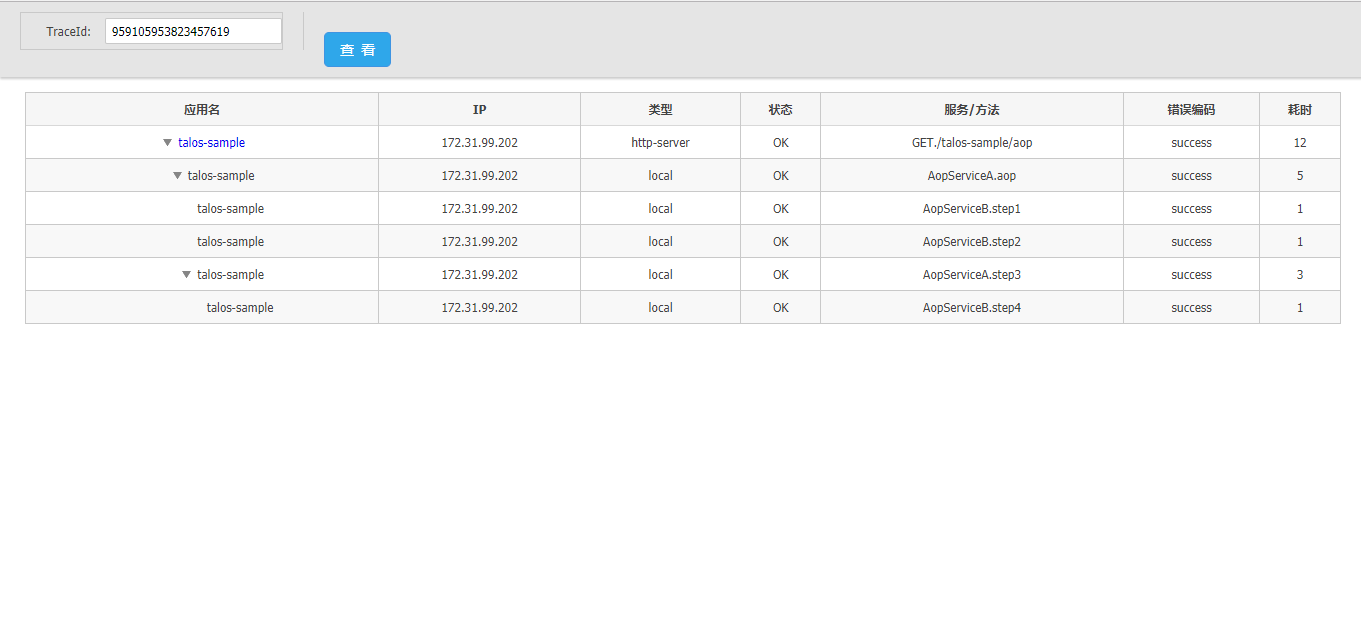 TraceId: 959105953823457619
查 看
应用名 IP 类型 状态 服务/方法 错误编码 耗时
▼ talos-sample 172.31.99.202 http-server OK GET./talos-sample/aop success 12
▼ talos-sample 172.31.99.202 local OK AopServiceA.aop success 5
talos-sample 172.31.99.202 local OK AopServiceB.step1 success 1
talos-sample 172.31.99.202 local OK AopServiceB.step2 success 1
▼ talos-sample 172.31.99.202 local OK AopServiceA.step3 success 3
talos-sample 172.31.99.202 local OK AopServiceB.step4 success 1